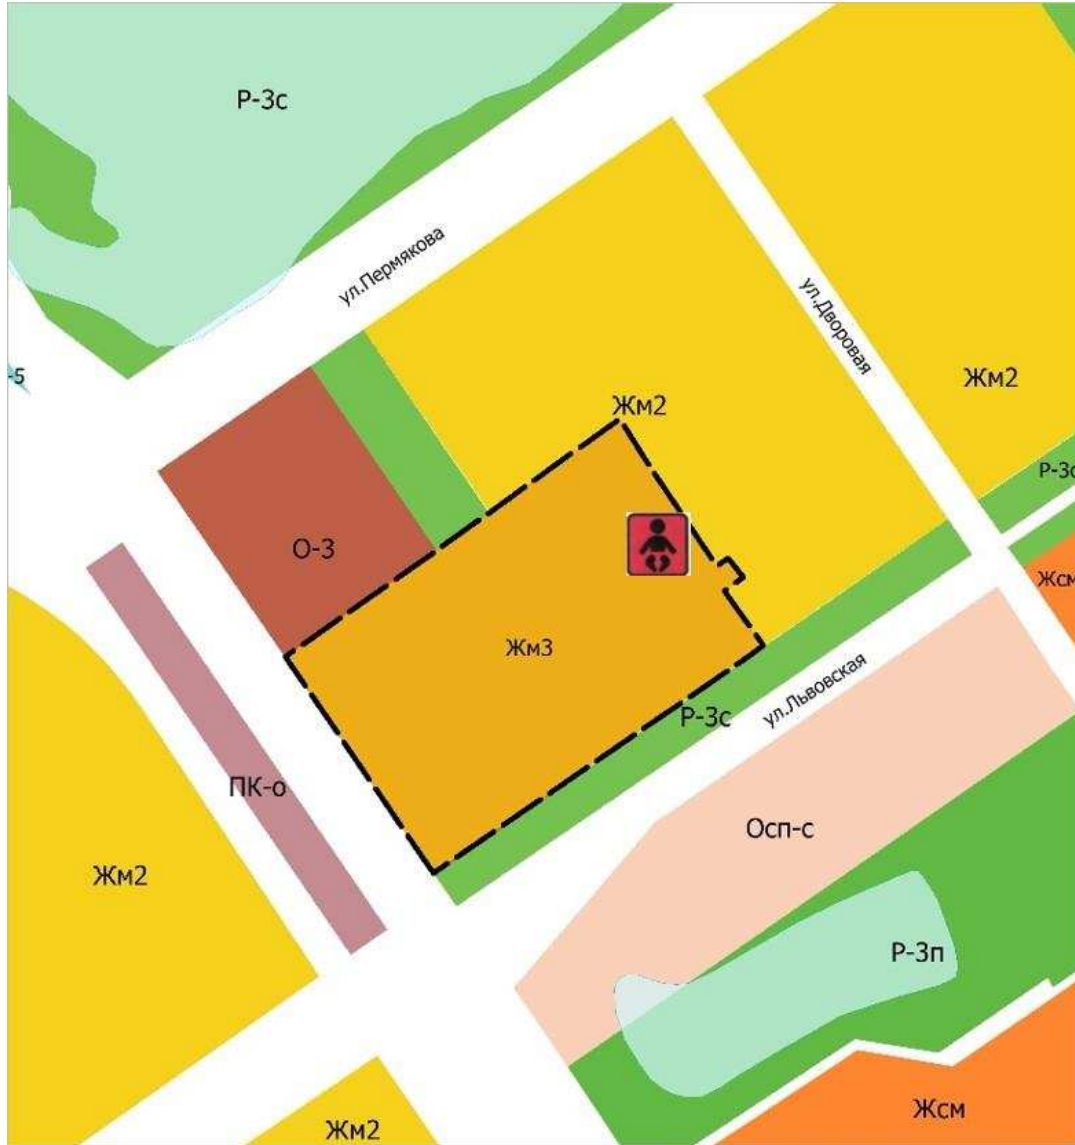 Р-3с
ул.Пермякова
ул.Дворовая
-5
Жм2
Жм2
Р-3с
О-3
Жсм
Жм3
ул.Львовская
Р-3с
ПК-о
Осп-с
Жм2
Р-3п
Жсм
Жм2